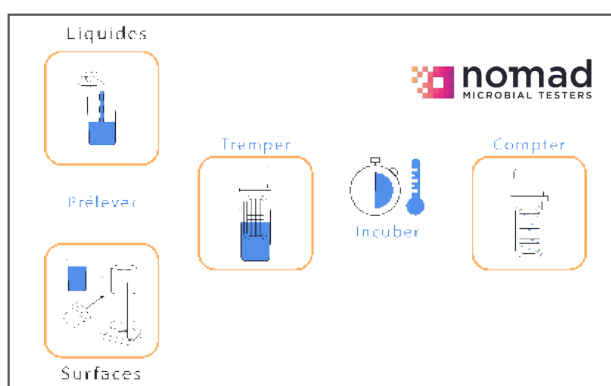 Liquides
nomad
MICROBIAL TESTERS
Tremper
Compter
Prélever
Incuber
Surfaces